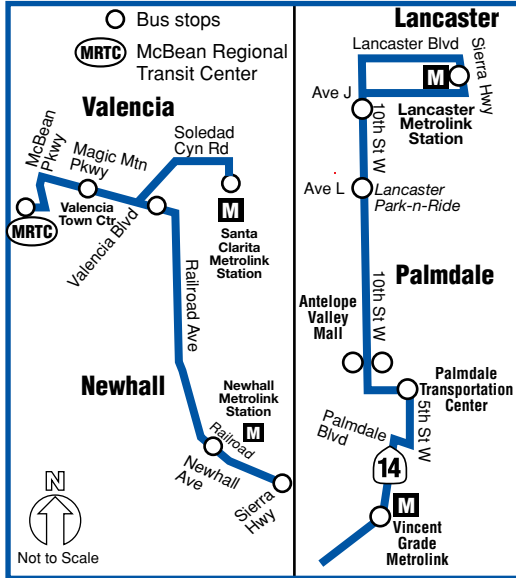 Bus stops
MRTC
McBean Regional
Transit Center
Valencia
Soledad
Cyn Rd
McBean
Pkwy
Magic Mtn
Pkwy
Valencia
Town Ctr
MRTC
Valencia Blvd
M
Santa
Clarita
Metrolink
Station
Railroad Ave
Newhall
Newhall
Metrolink
Station
M
Railroad
Newhall
Ave
Sierra
Hwy
N
Not to Scale
Lancaster
Lancaster Blvd
Sierra Hwy
M
Ave J
Lancaster
Metrolink
Station
10th St W
Ave L
Lancaster
Park-n-Ride
10th St W
Palmdale
Antelope
Valley
Mall
Palmdale
Transportation
Center
5th St W
Palmdale
Blvd
14
M
Vincent
Grade
Metrolink